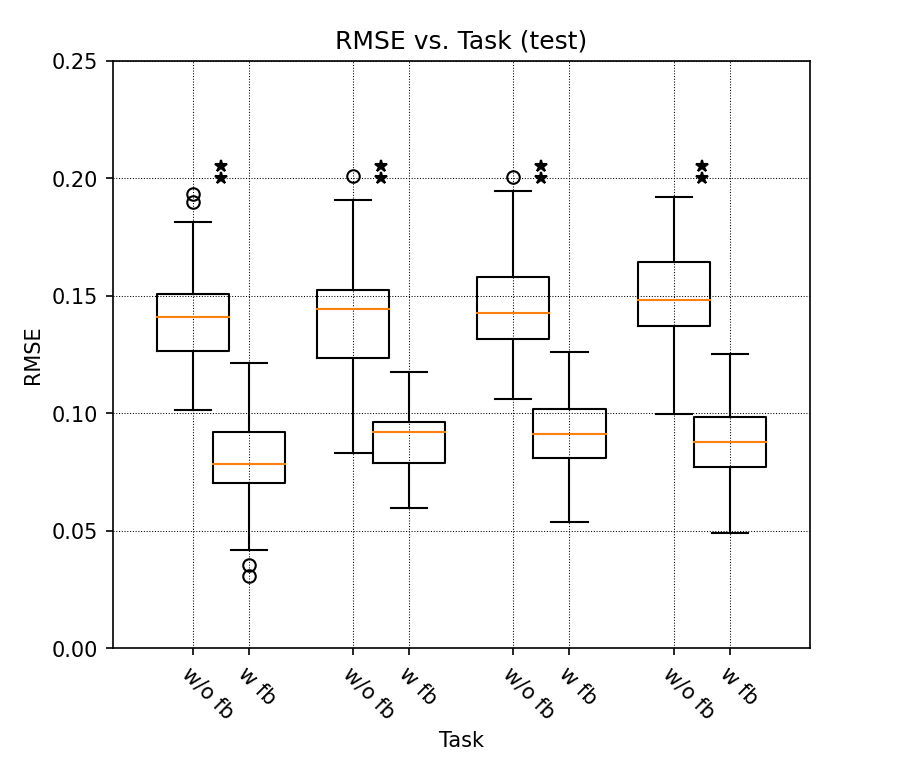 RMSE vs. Task (test)
0.25
0.20
0.15
0.10
0.05
0.00
RMSE
w/o fb
w fb
w/o fb
w fb
w/o fb
w fb
w/o fb
w fb
Task